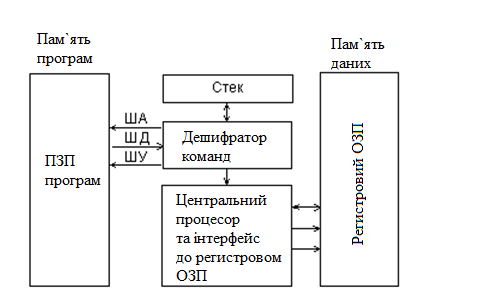 Пам`ять
програм
Пам`ять
даних
Стек
ША
ШД
ШУ
Дешифратор
команд
ПЗП
програм
Центральний
процесор
та інтерфейс
до регистровом
ОЗП
Регистровий ОЗП